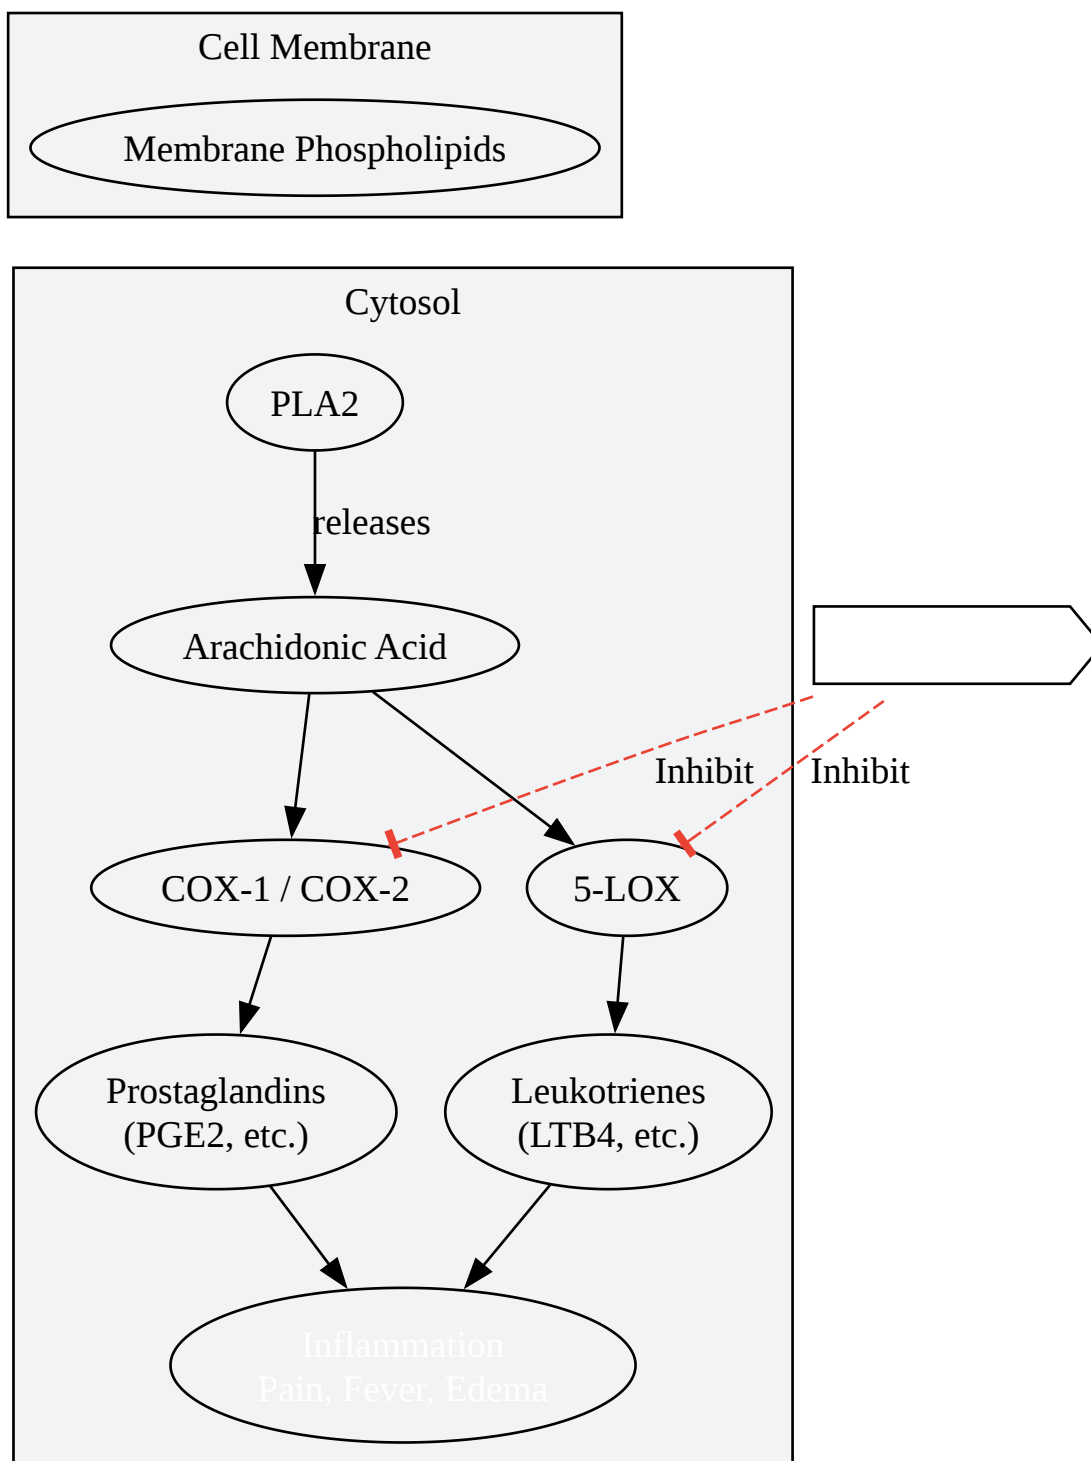 Cell Membrane
Membrane Phospholipids
Cytosol
PLA2
releases
Arachidonic Acid
Inhibit
Inhibit
COX-1 / COX-2
5-LOX
Prostaglandins
(PGE2, etc.)
Leukotrienes
(LTB4, etc.)
Inflammation
Pain, Fever, Edema